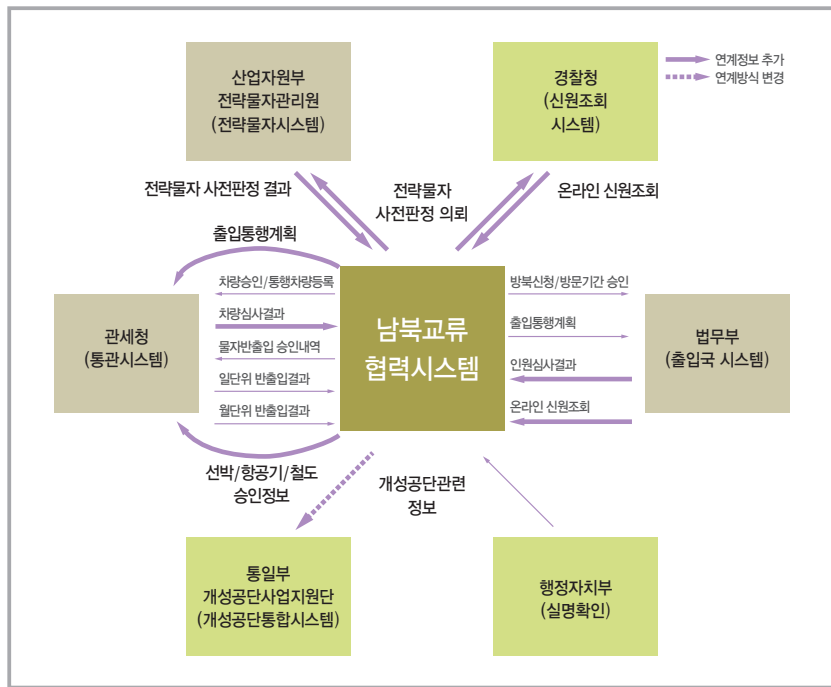 산업자원부
전략물자관리원
(전략물자시스템)
경찰청
(신원조회
시스템)
연계정보 추가
연계방식 변경
전략물자 사전판정 결과
전략물자
사전판정 의뢰
온라인 신원조회
출입통행계획
관세청
(통관시스템)
차량승인/통행차량등록
차량심사결과
물자반출입 승인내역
일단위 반출입결과
월단위 반출입결과
남북교류
협력시스템
방북신청/방문기간 승인
출입통행계획
인원심사결과
온라인 신원조회
법무부
(출입국 시스템)
선박/항공기/철도
승인정보
개성공단관련
정보
통일부
개성공단사업지원단
(개성공단통합시스템)
행정자치부
(실명확인)